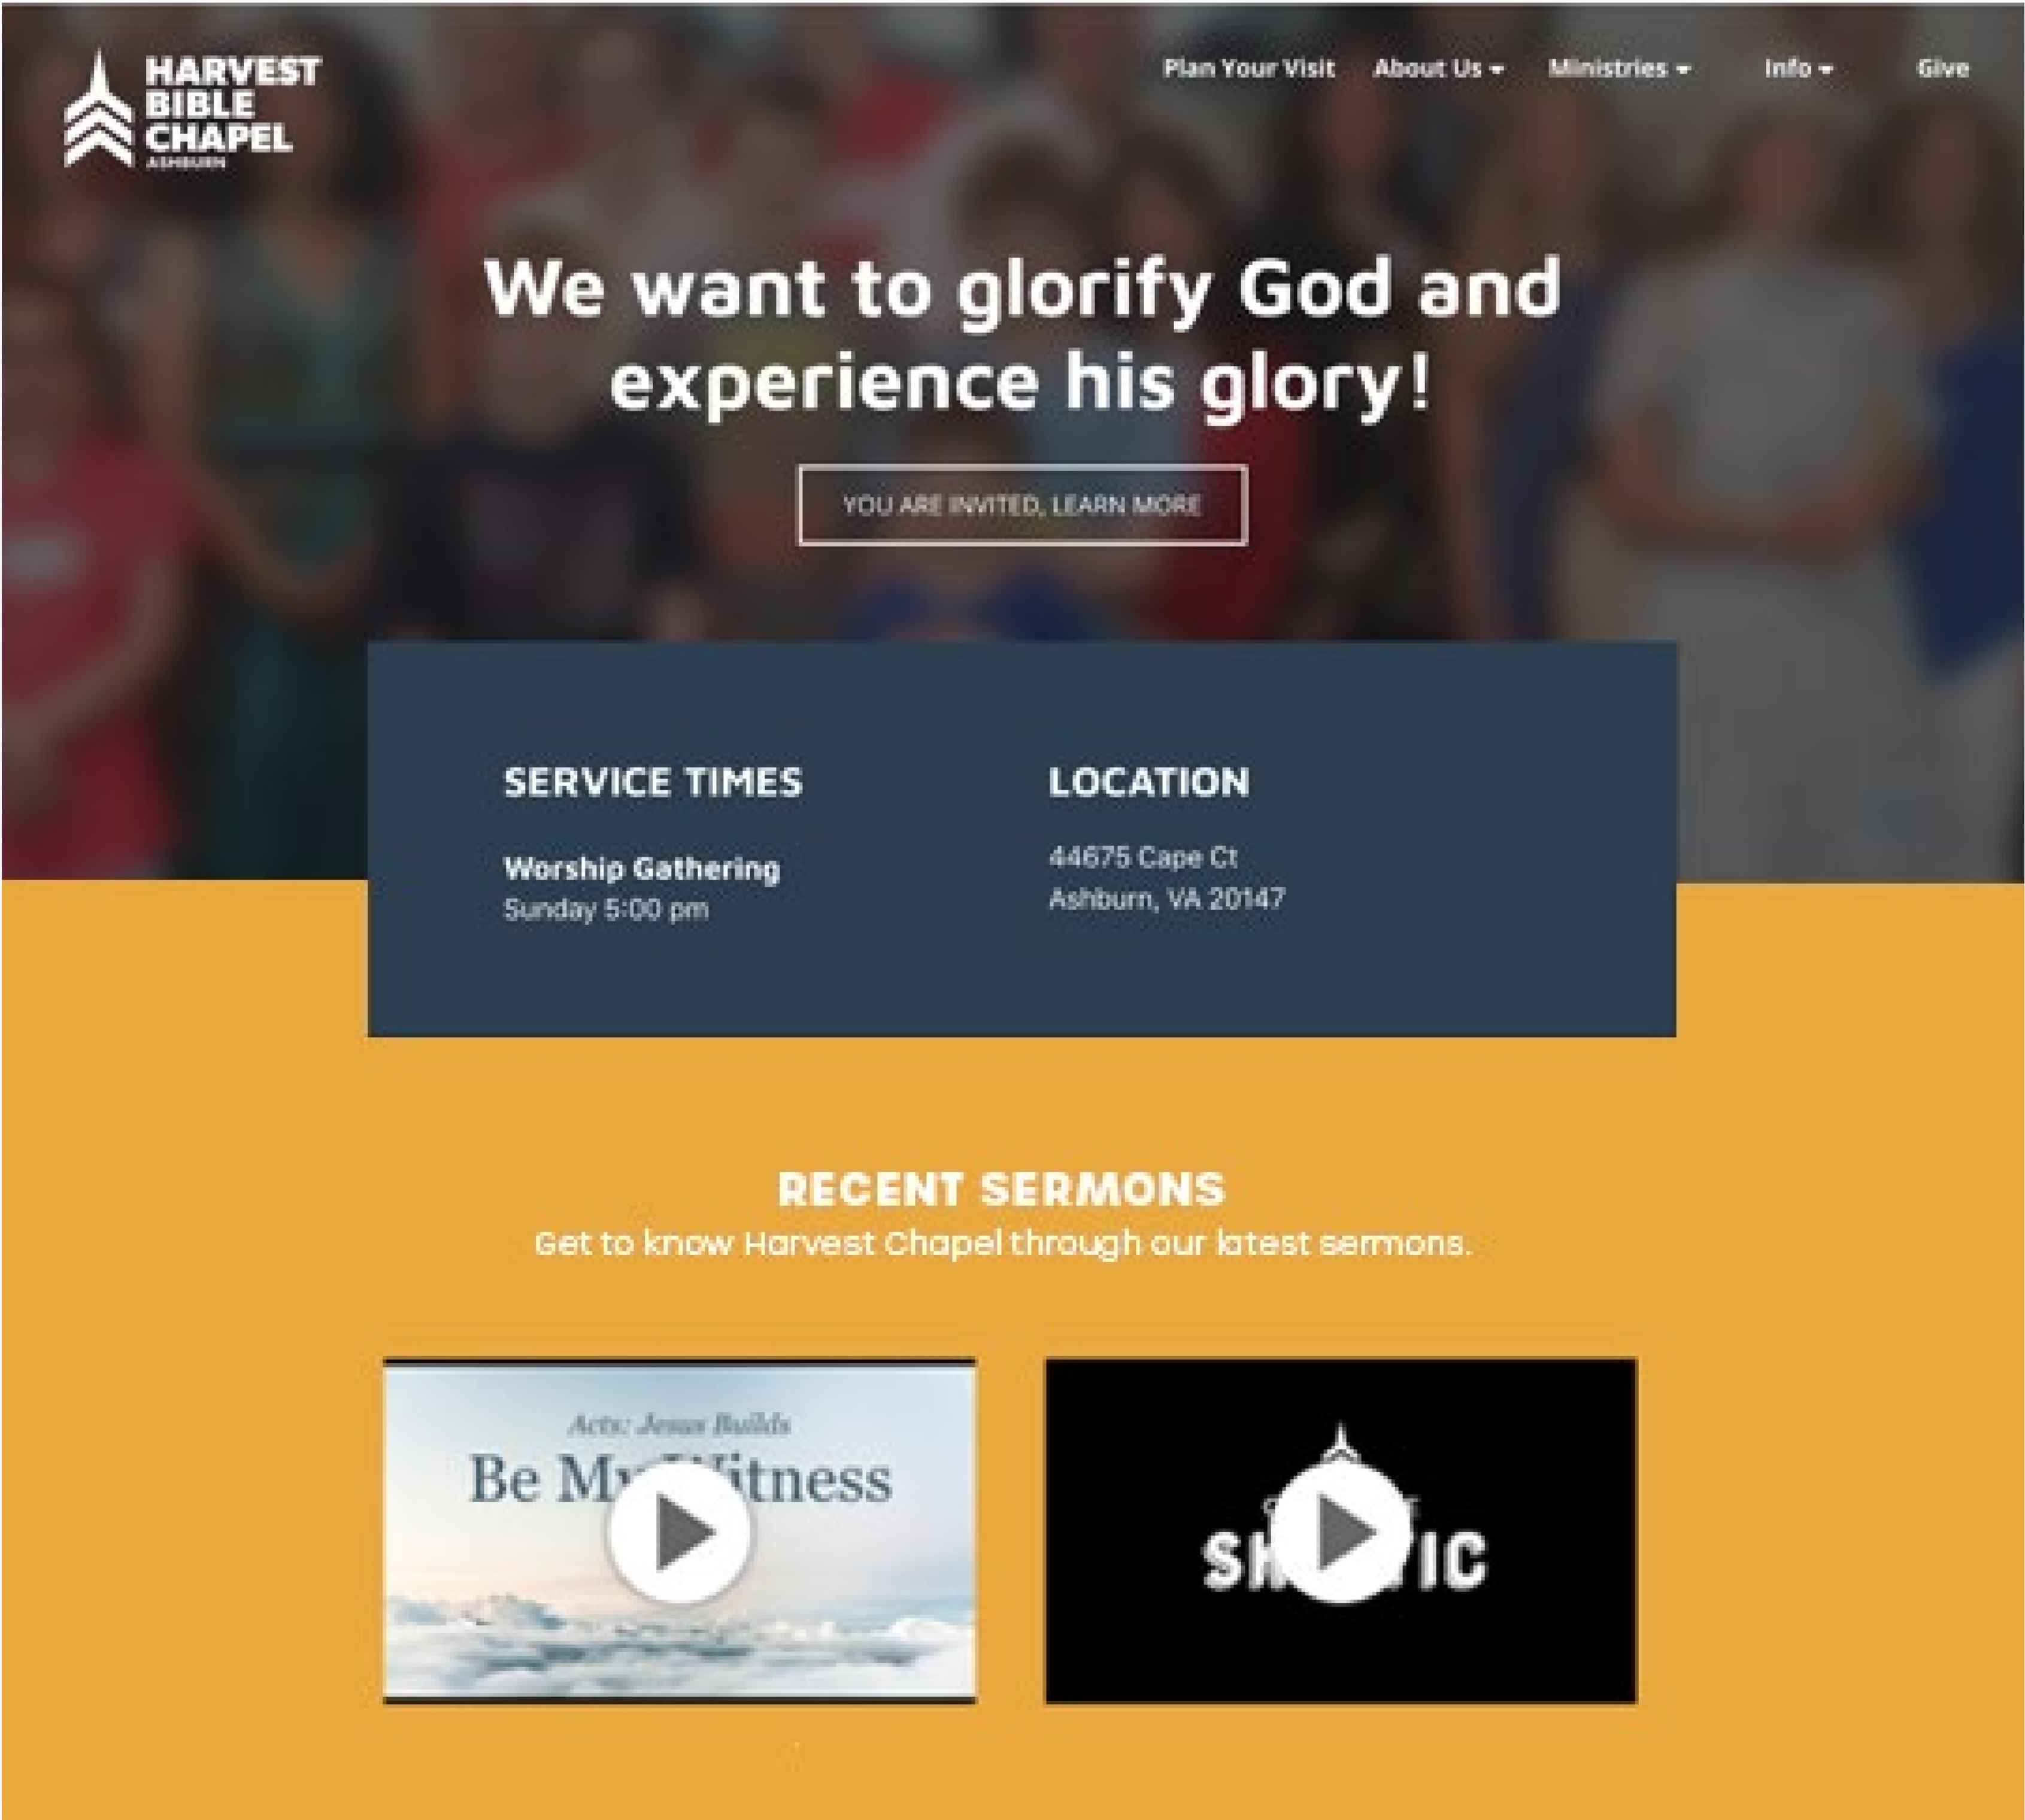 HARVEST
BIBLE
CHAPEL
ASHBURN
Plan Your Visit About Us Ministries Info Give
We want to glorify God and
experience his glory!
YOU ARE INVITED, LEARN MORE
SERVICE TIMES
Worship Gathering
Sunday 5:00 pm
LOCATION
44675 Cape Ct
Ashburn, VA 20147
RECENT SERMONS
Get to know Harvest Chapel through our latest sermons.
Acts: Jesus Builds
Be My Witness